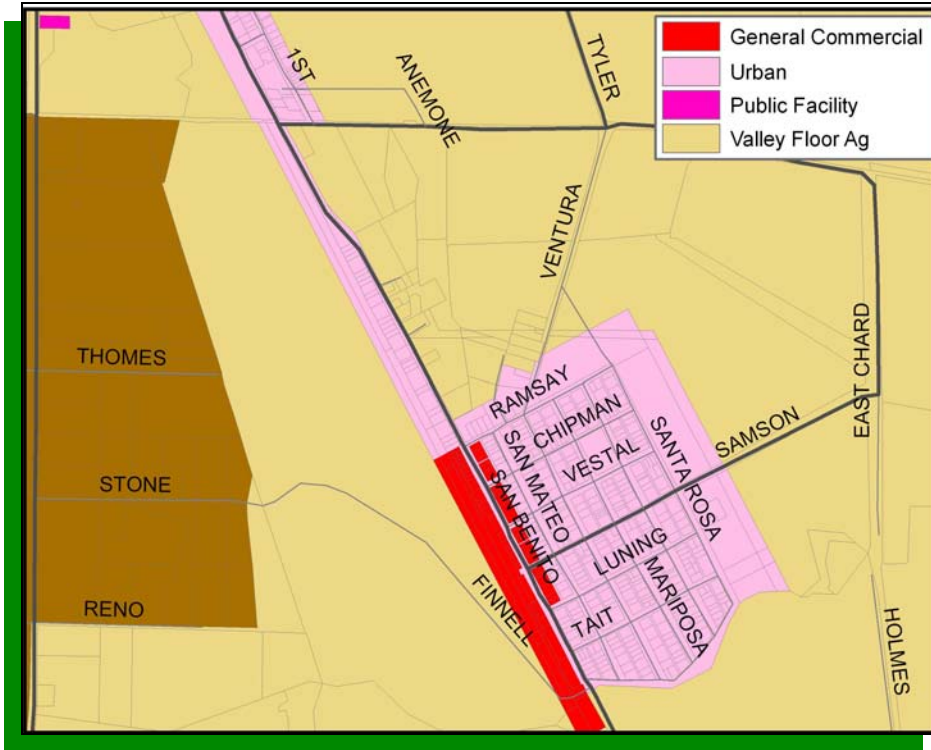 General Commercial
Urban
Public Facility
Valley Floor Ag
1ST
ANEMONE
TYLER
VENTURA
THOMES
EAST CHARD
RAMSAY
CHIPMAN
SAMSON
SANTA ROSA
VESTAL
SAN MATEO
STONE
SAN BENITO
LUNING
FINNELL
MARIPOSA
RENO
TAIT
HOLMES